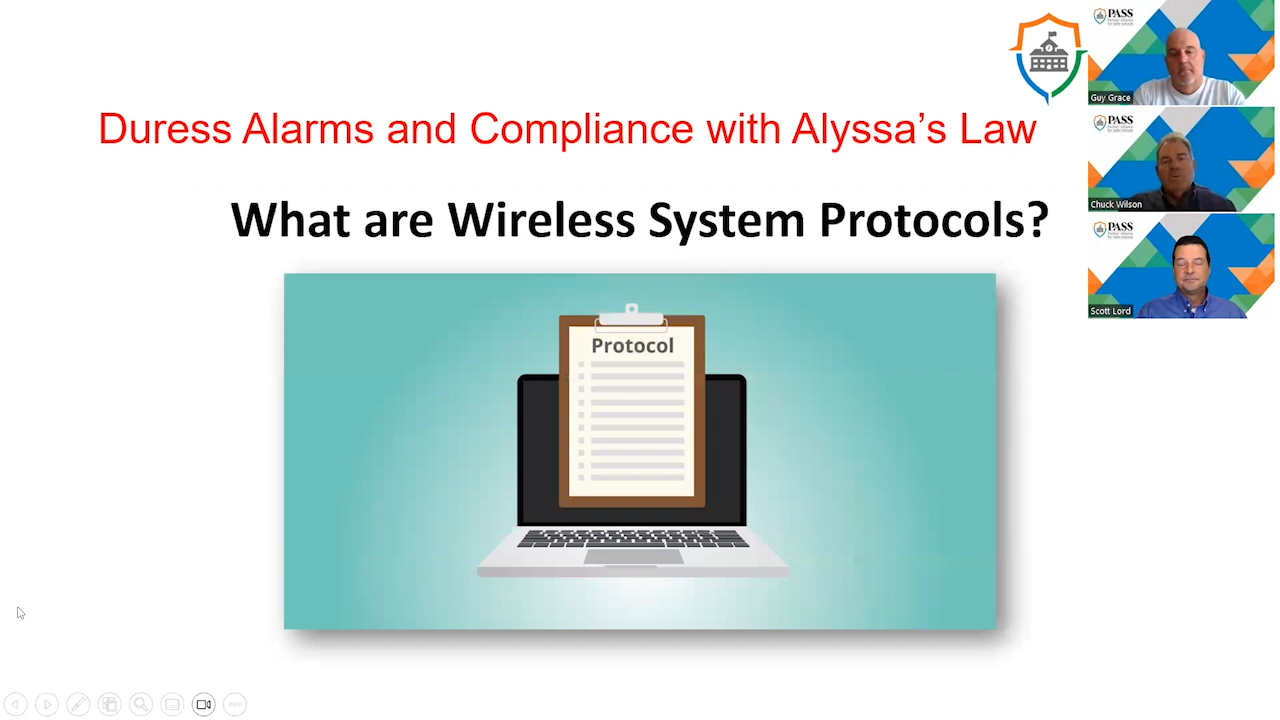 Duress Alarms and Compliance with Alyssa's Law
What are Wireless System Protocols?
Protocol
PASS
Guy Grace
PASS
Chuck Wilson
PASS
Scott Lord